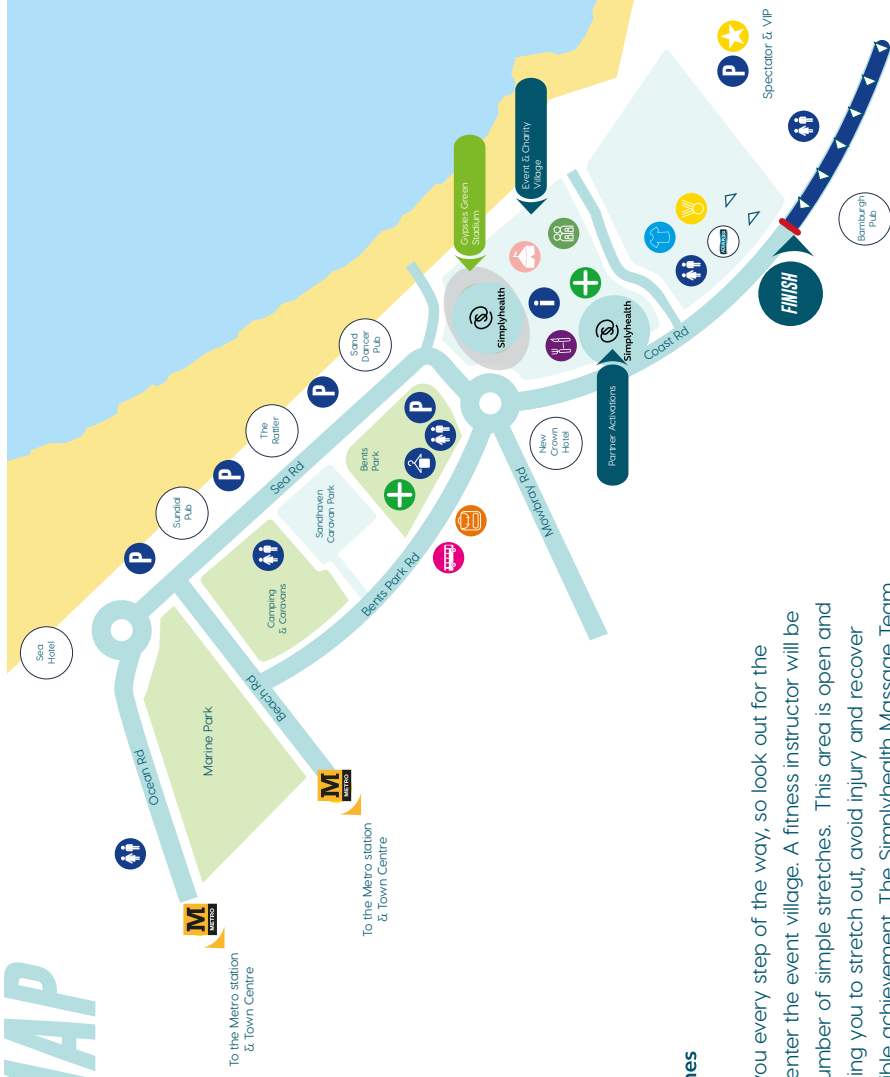 MAP
Sea
Hotel
Sundial
Pub
The
Rattler
Sand
Dancer
Pub
P
P
P
Ocean Rd
Marine Park
Sea Rd
Beach Rd
Camping
& Caravans
Sandhaven
Caravan Park
Bents
Park
P
Bents Park Rd
M
METRO
To the Metro station
& Town Centre
M
METRO
To the Metro station
& Town Centre
Mowbray Rd
New
Crown
Hotel
Gypsies Green
Stadium
Simplyhealth
Event & Charity
Village
i
Simplyhealth
Partner Activations
Coast Rd
P
Spectator & VIP
FINISH
Bamburgh
Pub
you every step of the way, so look out for the
enter the event village. A fitness instructor will be
umber of simple stretches. This area is open and
ing you to stretch out, avoid injury and recover
ible achievement. The Simplyhealth Massage Team
nes